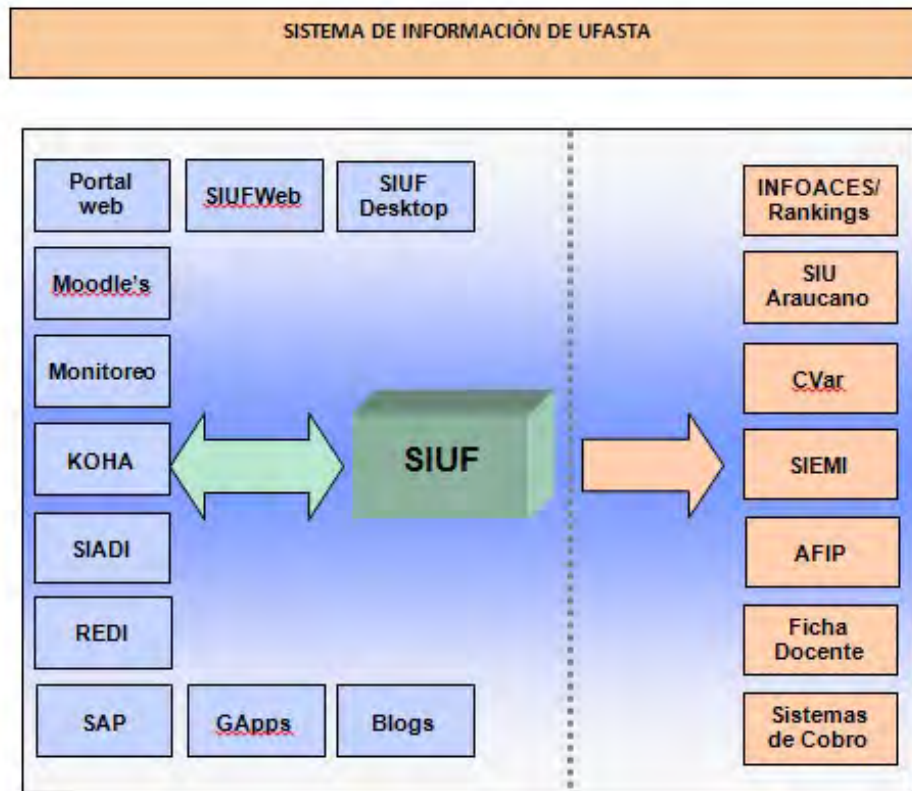 SISTEMA DE INFORMACIÓN DE UFASTA
Portal
web
SIUFWeb
SIUF
Desktop
INFOACES/
Rankings
Moodle's
SIU
Araucano
Monitoreo
CVar
KOHA
SIUF
SIEMI
SIADI
AFIP
REDI
Ficha
Docente
SAP
GApps
Blogs
Sistemas
de Cobro